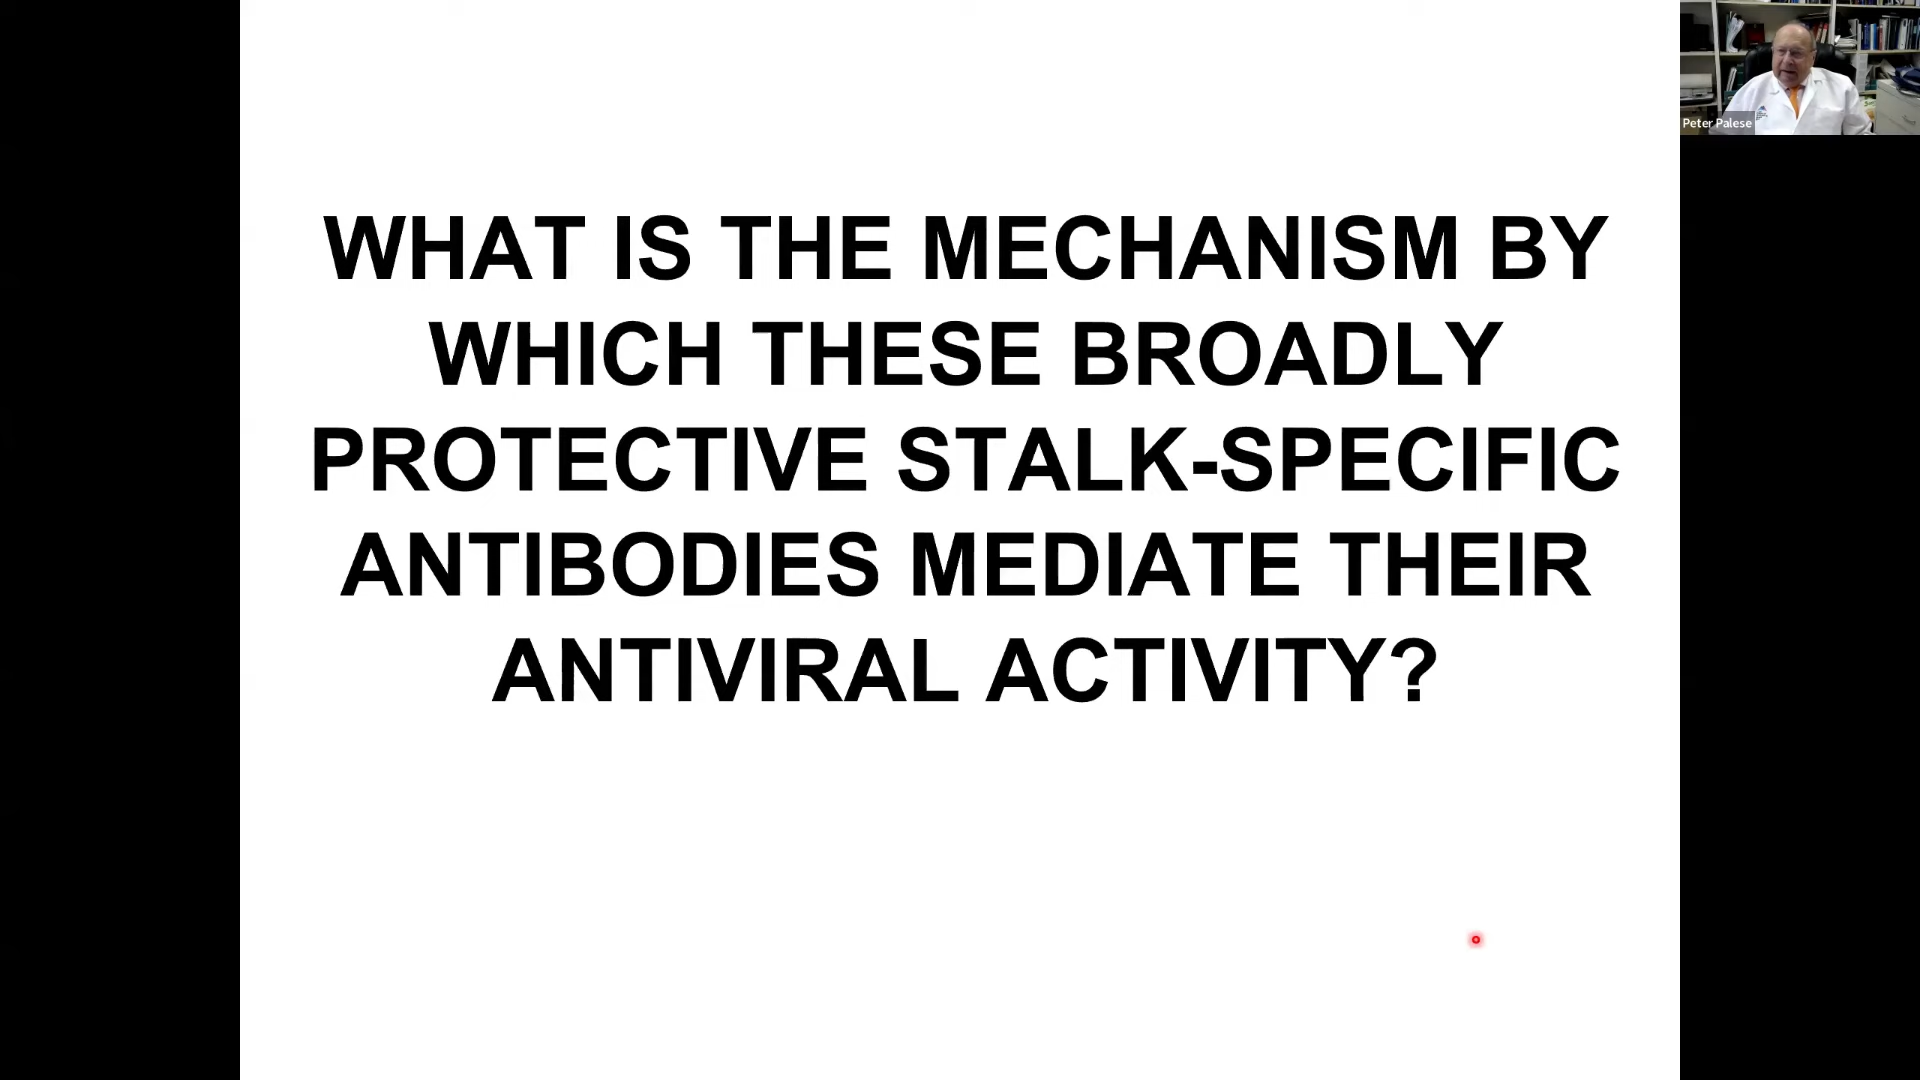 WHAT IS THE MECHANISM BY
WHICH THESE BROADLY
PROTECTIVE STALK-SPECIFIC
ANTIBODIES MEDIATE THEIR
ANTIVIRAL ACTIVITY?
Peter Palese